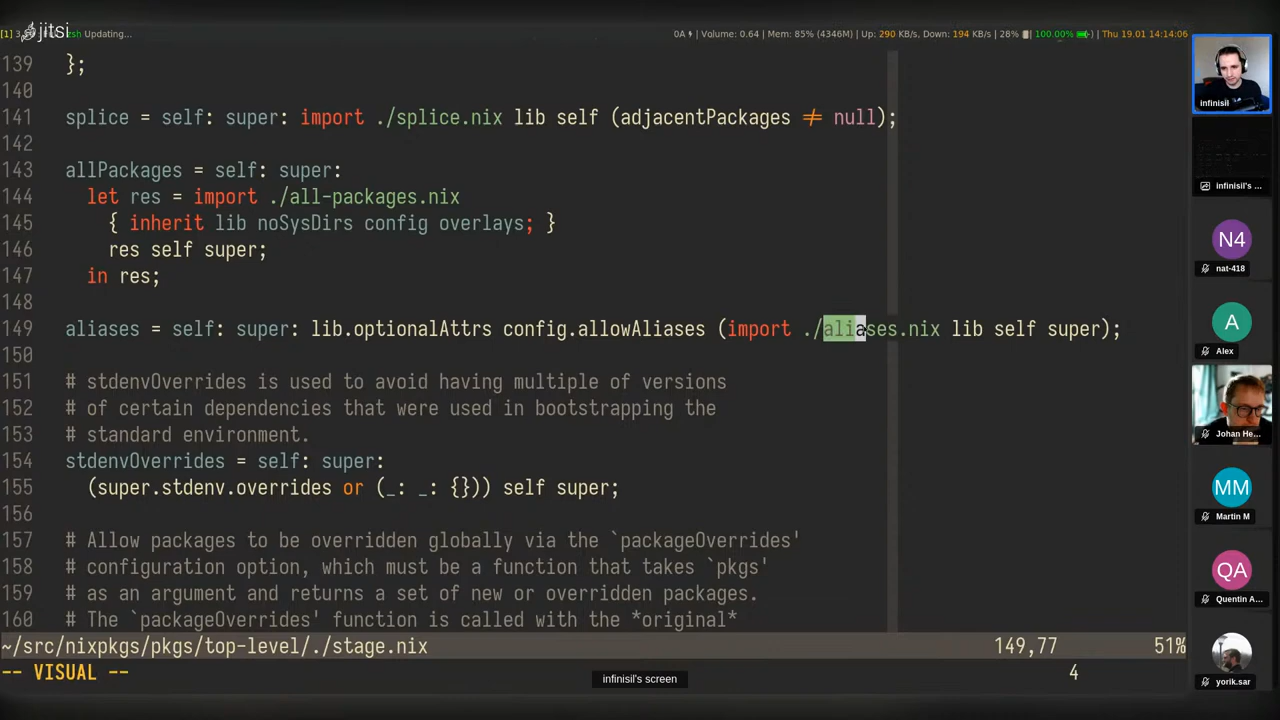 jitsi
[1] 3 zsh Updating... 0A | Volume: 0.64 | Mem: 85% (4346M) | Up: 290 KB/s, Down: 194 KB/s | 28% | 100.00% | Thu 19.01 14:14:06
139 };
140
141 splice = self: super: import ./splice.nix lib self (adjacentPackages ≠ null);
142
143 allPackages = self: super:
144 let res = import ./all-packages.nix
145 { inherit lib noSysDirs config overlays; }
146 res self super;
147 in res;
148
149 aliases = self: super: lib.optionalAttrs config.allowAliases (import ./aliases.nix lib self super);
150
151 # stdenvOverrides is used to avoid having multiple of versions
152 # of certain dependencies that were used in bootstrapping the
153 # standard environment.
154 stdenvOverrides = self: super:
155 (super.stdenv.overrides or (_: _: {})) self super;
156
157 # Allow packages to be overridden globally via the `packageOverrides'
158 # configuration option, which must be a function that takes `pkgs'
159 # as an argument and returns a set of new or overridden packages.
160 # The `packageOverrides' function is called with the *original*
~/src/nixpkgs/pkgs/top-level/./stage.nix 149,77 51%
-- VISUAL -- 4
infinisil's screen
infinisil
infinisil's ...
N4
nat-418
A
Alex
Johan He...
MM
Martin M
QA
Quentin A...
yorik.sar